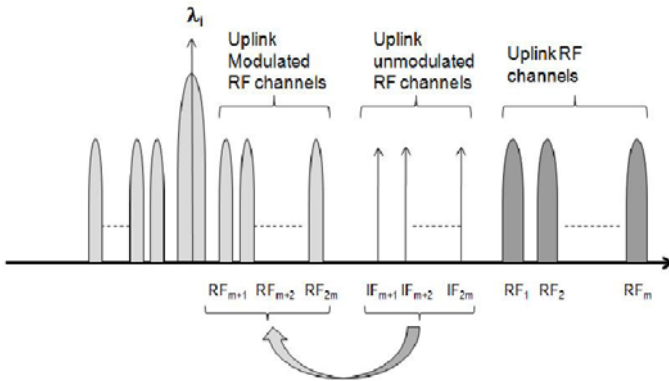 λi
Uplink
Modulated
RF channels
Uplink
unmodulated
RF channels
Uplink RF
channels
RFm+1 RFm+2 RF2m IFm+1 IFm+2 IF2m RF1 RF2 RFm